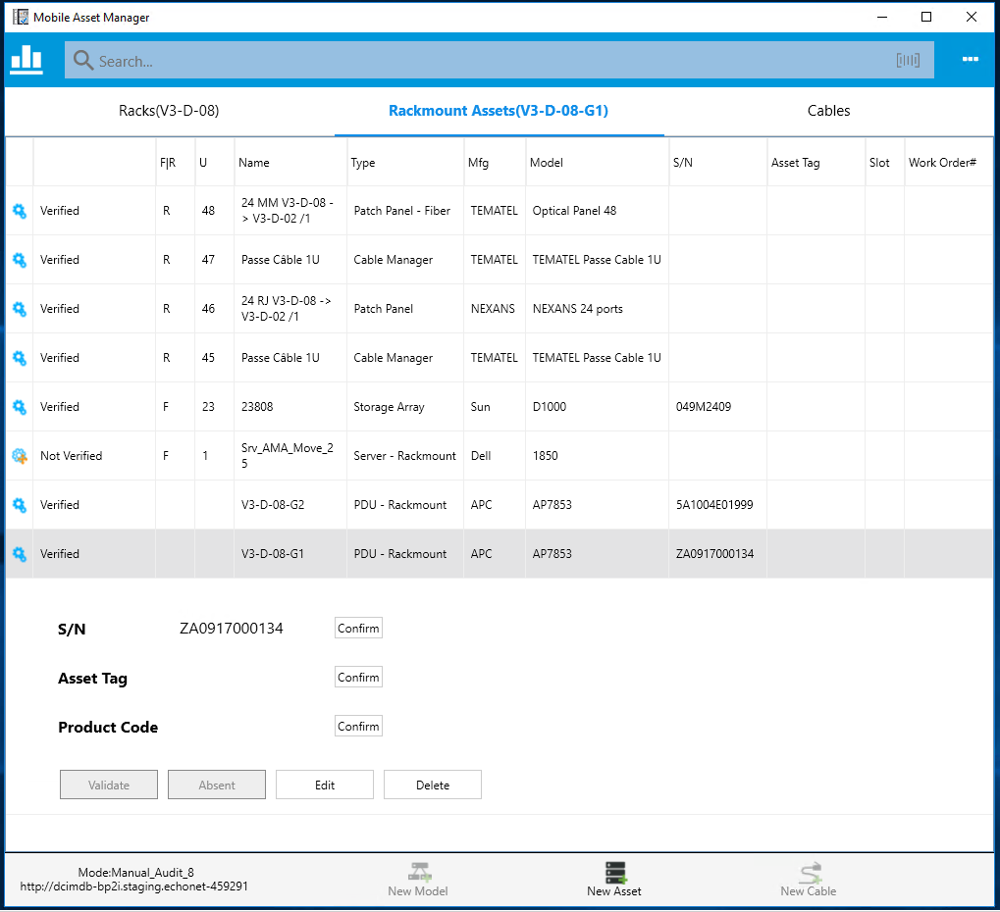 Mobile Asset Manager
Search...
Racks(V3-D-08) Rackmount Assets(V3-D-08-G1) Cables
F|R U Name Type Mfg Model S/N Asset Tag Slot Work Order#
Verified R 48 24 MM V3-D-08 -
> V3-D-02 /1 Patch Panel - Fiber TEMATEL Optical Panel 48
Verified R 47 Passe Câble 1U Cable Manager TEMATEL TEMATEL Passe Cable 1U
Verified R 46 24 RJ V3-D-08 ->
V3-D-02 /1 Patch Panel NEXANS NEXANS 24 ports
Verified R 45 Passe Câble 1U Cable Manager TEMATEL TEMATEL Passe Cable 1U
Verified F 23 23808 Storage Array Sun D1000 049M2409
Not Verified F 1 Srv_AMA_Move_2
5 Server - Rackmount Dell 1850
Verified V3-D-08-G2 PDU - Rackmount APC AP7853 5A1004E01999
Verified V3-D-08-G1 PDU - Rackmount APC AP7853 ZA0917000134
S/N ZA0917000134 Confirm
Asset Tag Confirm
Product Code Confirm
Validate Absent Edit Delete
Mode:Manual_Audit_8
http://dcimdb-bp2i.staging.echonet-459291
New Model New Asset New Cable